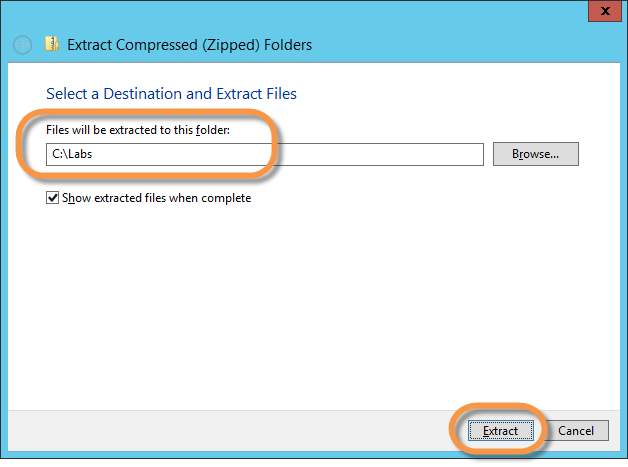 x
Extract Compressed (Zipped) Folders
Select a Destination and Extract Files
Files will be extracted to this folder:
C:\Labs
Browse...
Show extracted files when complete
Extract
Cancel